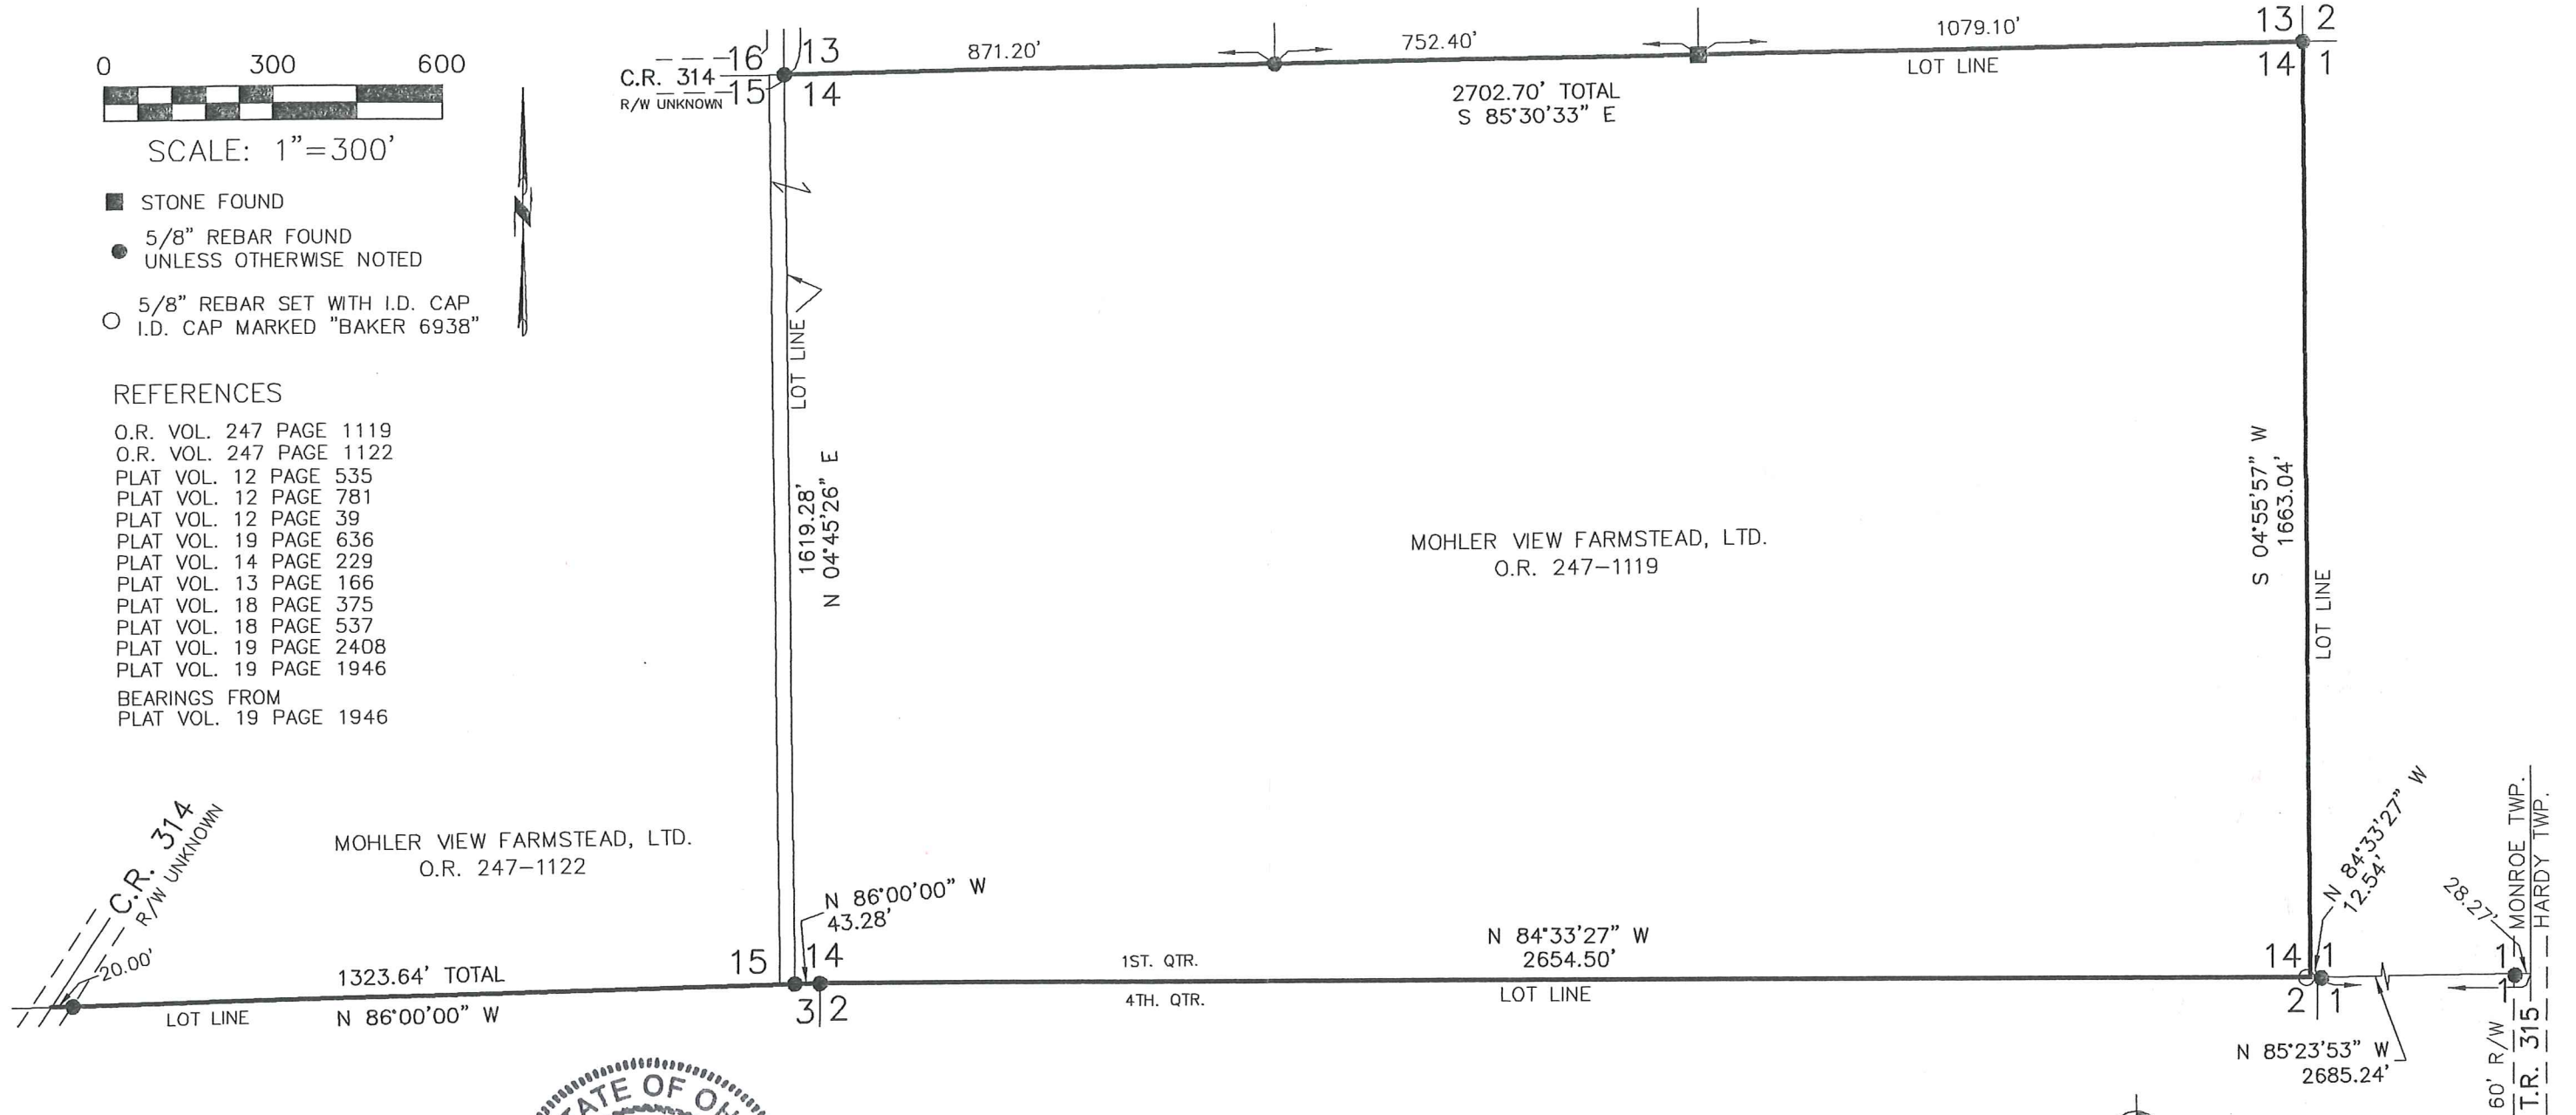 0 300 600
SCALE: 1"=300'
STONE FOUND
5/8" REBAR FOUND
UNLESS OTHERWISE NOTED
5/8" REBAR SET WITH I.D. CAP
I.D. CAP MARKED "BAKER 6938"
REFERENCES
O.R. VOL. 247 PAGE 1119
O.R. VOL. 247 PAGE 1122
PLAT VOL. 12 PAGE 535
PLAT VOL. 12 PAGE 781
PLAT VOL. 12 PAGE 39
PLAT VOL. 19 PAGE 636
PLAT VOL. 14 PAGE 229
PLAT VOL. 13 PAGE 166
PLAT VOL. 18 PAGE 375
PLAT VOL. 18 PAGE 537
PLAT VOL. 19 PAGE 2408
PLAT VOL. 19 PAGE 1946
BEARINGS FROM
PLAT VOL. 19 PAGE 1946
N
16 13
C.R. 314
R/W UNKNOWN
15 14
871.20'
752.40'
1079.10'
LOT LINE
2702.70' TOTAL
S 85°30'33" E
13 2
14 1
LOT LINE
1619.28'
N 04°45'26" E
MOHLER VIEW FARMSTEAD, LTD.
O.R. 247-1119
S 04°55'57" W
1663.04'
LOT LINE
C.R. 314
R/W UNKNOWN
20.00'
MOHLER VIEW FARMSTEAD, LTD.
O.R. 247-1122
1323.64' TOTAL
LOT LINE
N 86°00'00" W
N 86°00'00" W
43.28'
15 14
3 2
1ST. QTR.
4TH. QTR.
N 84°33'27" W
2654.50'
LOT LINE
N 84°33'27" W
12.54'
14 1
2 1
28.27'
1
1
MONROE TWP.
HARDY TWP.
60' R/W
T.R. 315
N 85°23'53" W
2685.24'
STATE OF OH